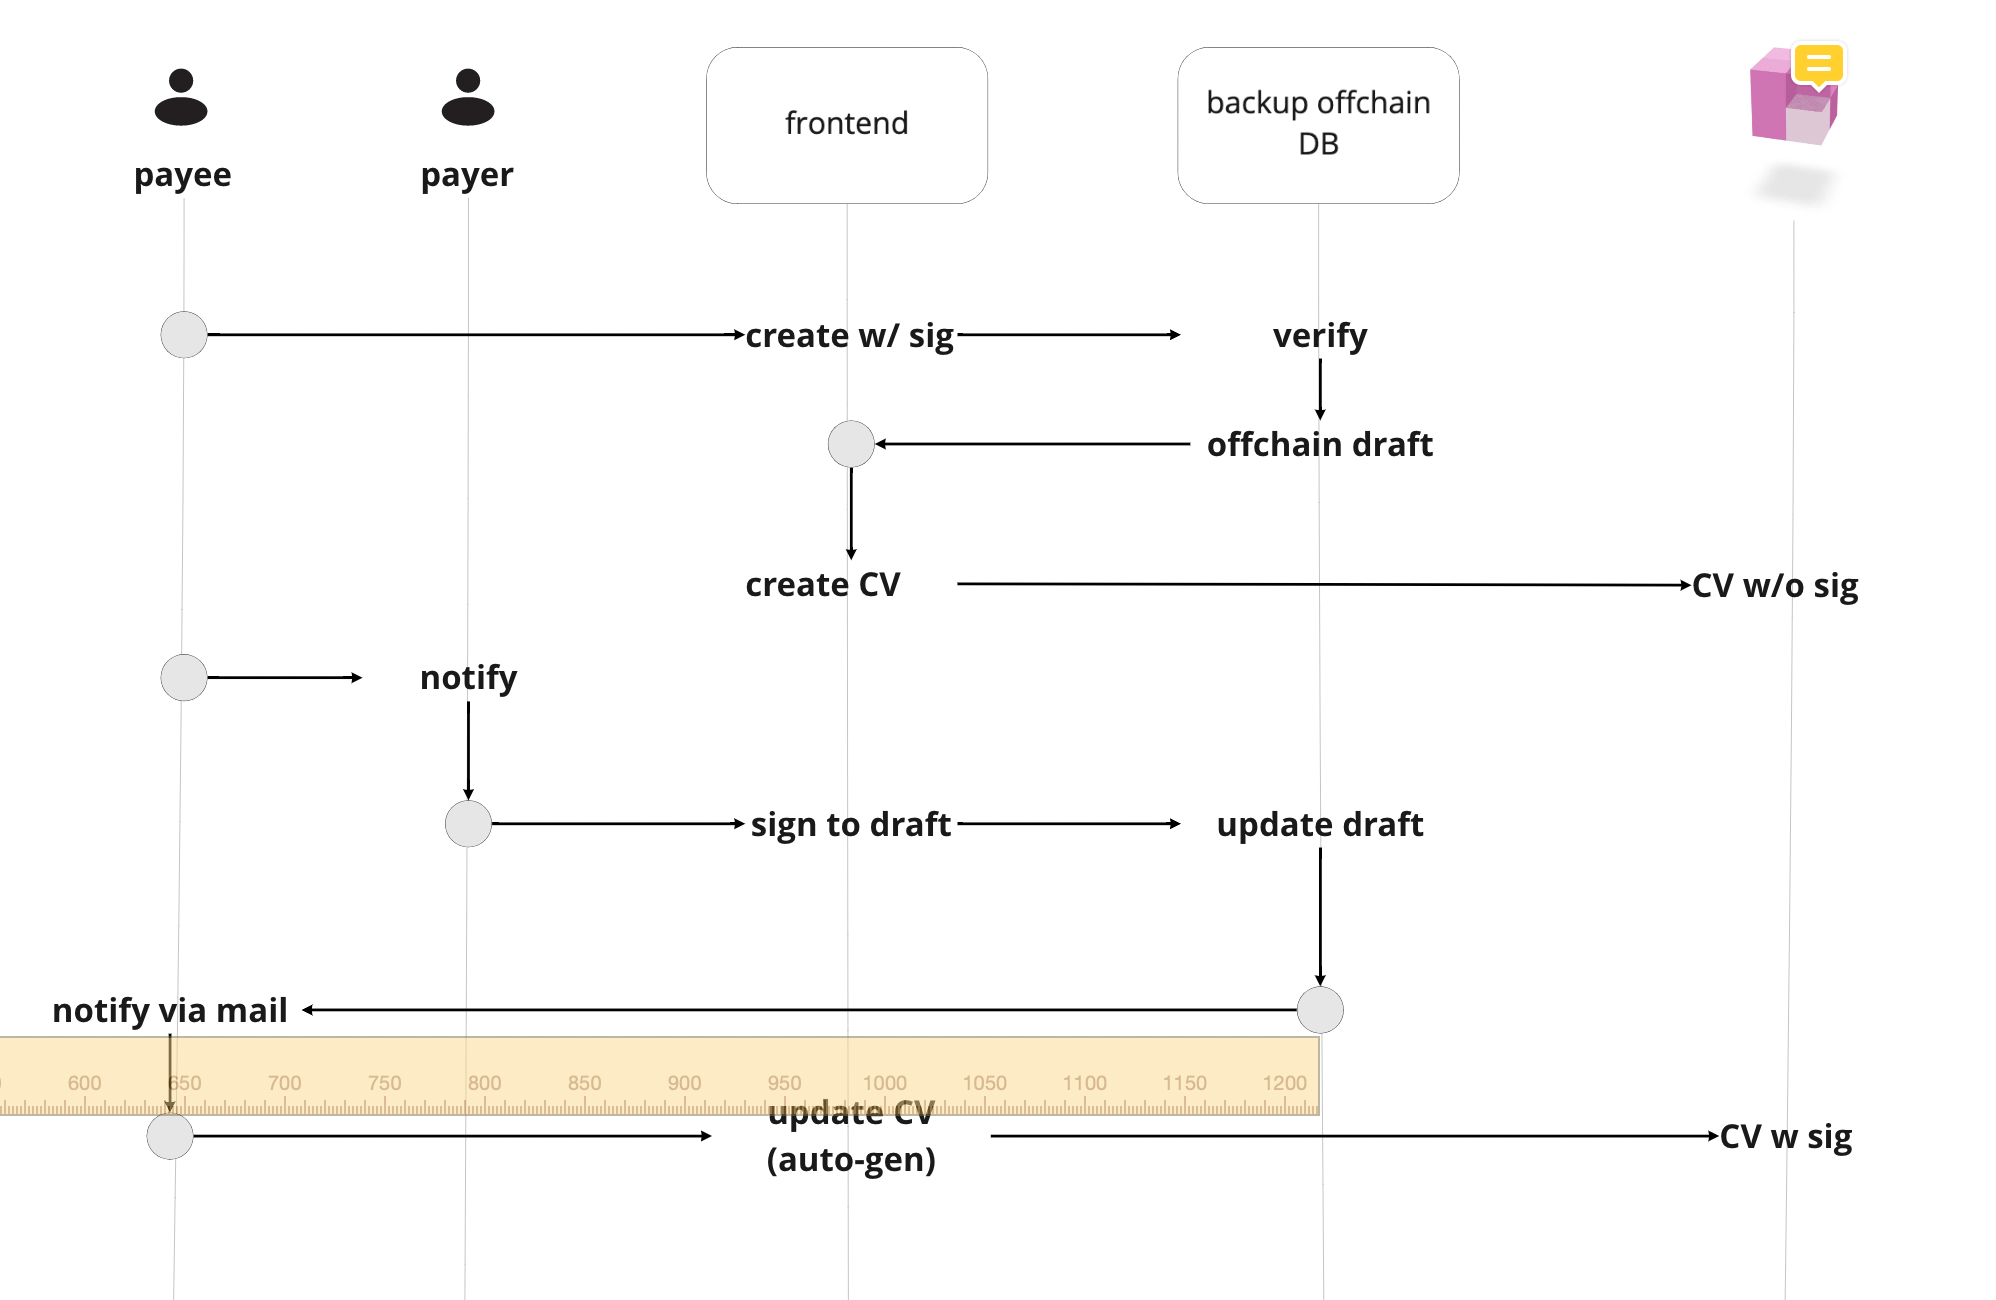 payee
payer
frontend
backup offchain
DB
create w/ sig
verify
offchain draft
create CV
CV w/o sig
notify
sign to draft
update draft
notify via mail
600 650 700 750 800 850 900 950 1000 1050 1100 1150 1200
update CV
(auto-gen)
CV w sig